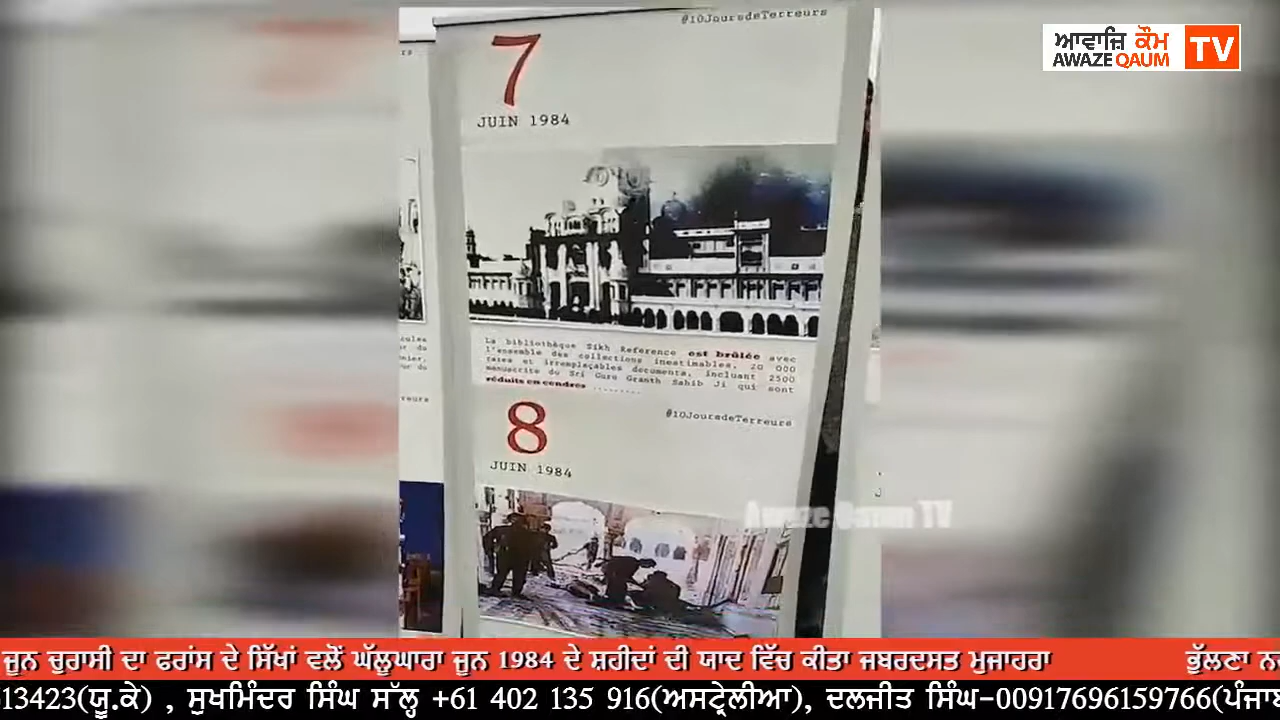 #10JoursdeTerreurs
7
JUIN 1984
ਆਵਾਜ਼ਿ ਕੌਮ
AWAZE QAUM TV
La bibliothèque Sikh Reference est brûlée avec
l'ensemble des collections inestimables. 20 000
rares et irremplaçables documents, incluant 2500
manuscrits du Sri Guru Granth Sahib Ji qui sont
réduits en cendres .........
#10JoursdeTerreurs
8
JUIN 1984
Awaze Qaum TV
ਜੂਨ ਚੁਰਾਸੀ ਦਾ ਫਰਾਂਸ ਦੇ ਸਿੱਖਾਂ ਵਲੋਂ ਘੱਲੂਘਾਰਾ ਜੂਨ 1984 ਦੇ ਸ਼ਹੀਦਾਂ ਦੀ ਯਾਦ ਵਿੱਚ ਕੀਤਾ ਜਬਰਦਸਤ ਮੁਜਾਹਰਾ ਭੁੱਲਣਾ
13423(ਯੂ.ਕੇ) , ਸੁਖਮਿੰਦਰ ਸਿੰਘ ਸੱਲ੍ਹ +61 402 135 916(ਅਸਟ੍ਰੇਲੀਆ), ਦਲਜੀਤ ਸਿੰਘ-00917696159766(ਪੰਜਾਬ